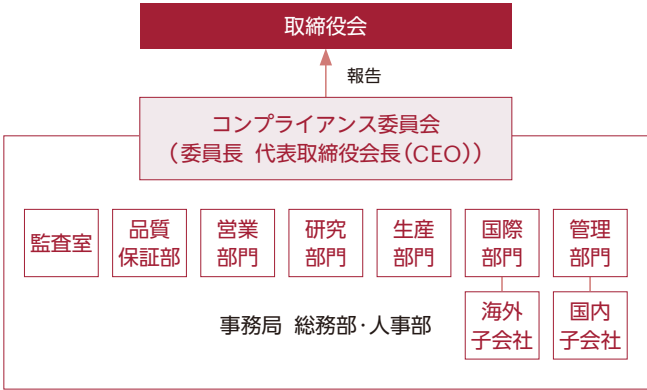 取締役会
報告
コンプライアンス委員会
(委員長 代表取締役会長(CEO))
監査室
品質
保証部
営業
部門
研究
部門
生産
部門
国際
部門
管理
部門
事務局 総務部・人事部
海外
子会社
国内
子会社